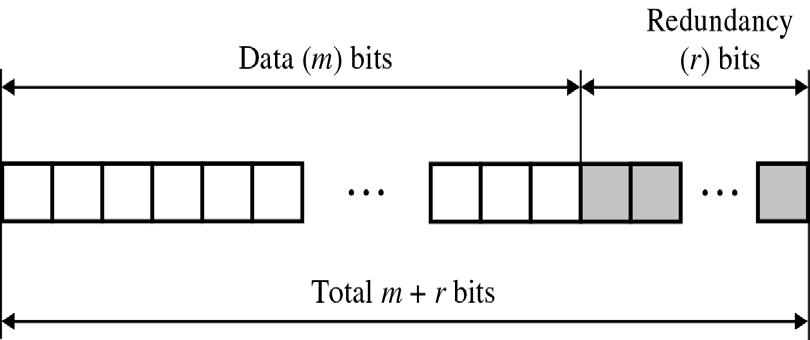 Redundancy
Data (m) bits
(r) bits
...
...
Total m + r bits